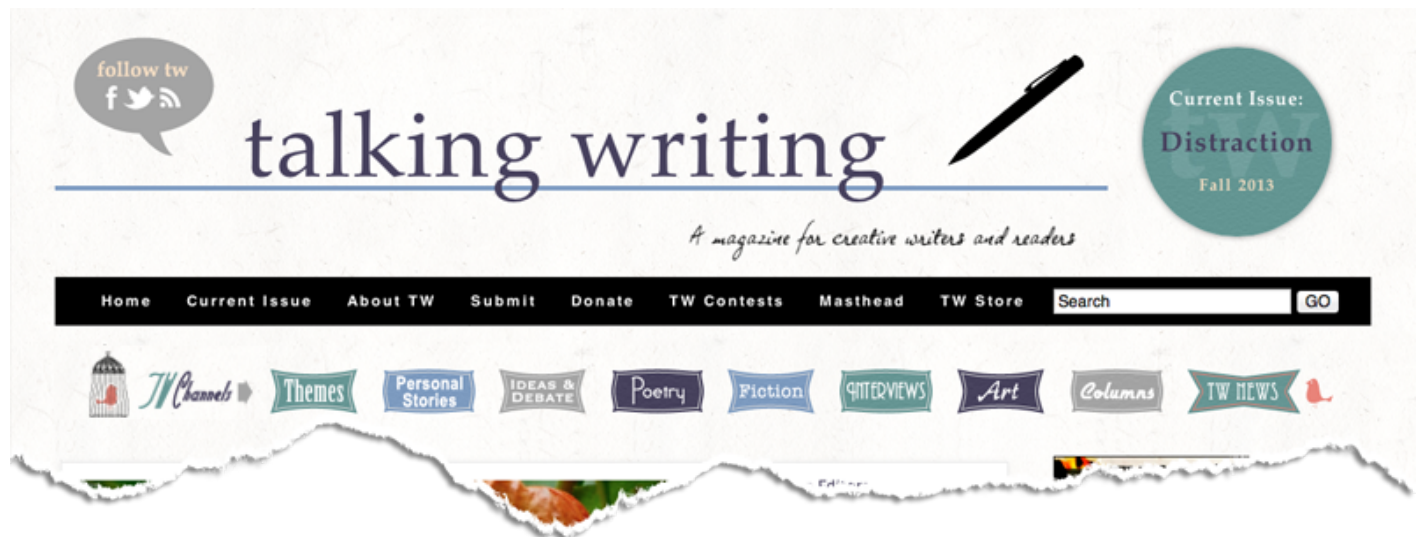 follow tw
talking writing
A magazine for creative writers and readers
Current Issue:
tw
Distraction
Fall 2013
Home Current Issue About TW Submit Donate TW Contests Masthead TW Store Search GO
TW Channels Themes Personal Stories IDEAS & DEBATE Poetry Fiction INTERVIEWS Art Columns TW NEWS